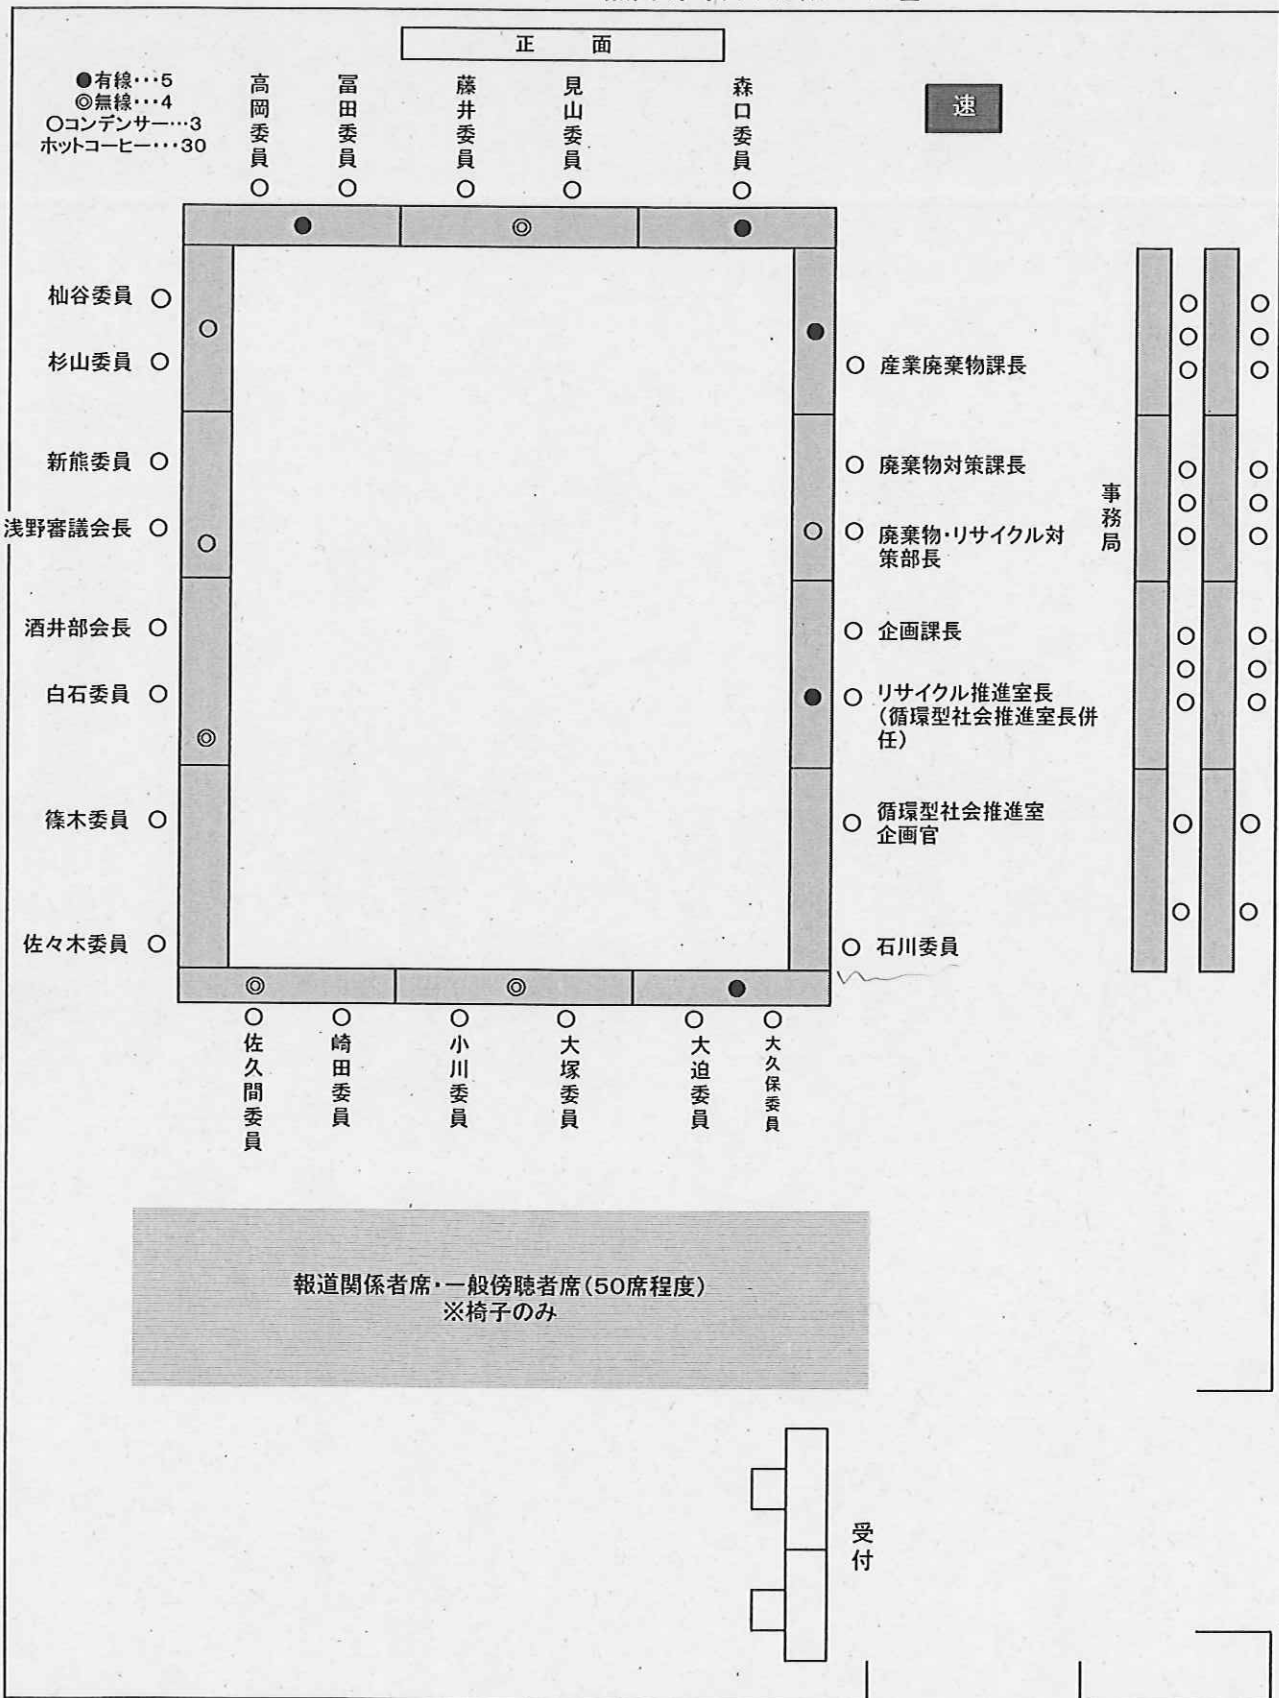 正 面
●有線・・・5
◎無線・・・4
○コンデンサー・・・3
ホットコーヒー・・・30
高岡委員
冨田委員
藤井委員
見山委員
森口委員
速
杣谷委員
杉山委員
新熊委員
浅野審議会長
酒井部会長
白石委員
篠木委員
佐々木委員
産業廃棄物課長
廃棄物対策課長
廃棄物・リサイクル対
策部長
企画課長
リサイクル推進室長
(循環型社会推進室長併
任)
循環型社会推進室
企画官
石川委員
事務局
佐久間委員
崎田委員
小川委員
大塚委員
大迫委員
大久保委員
報道関係者席・一般傍聴者席(50席程度)
※椅子のみ
受付